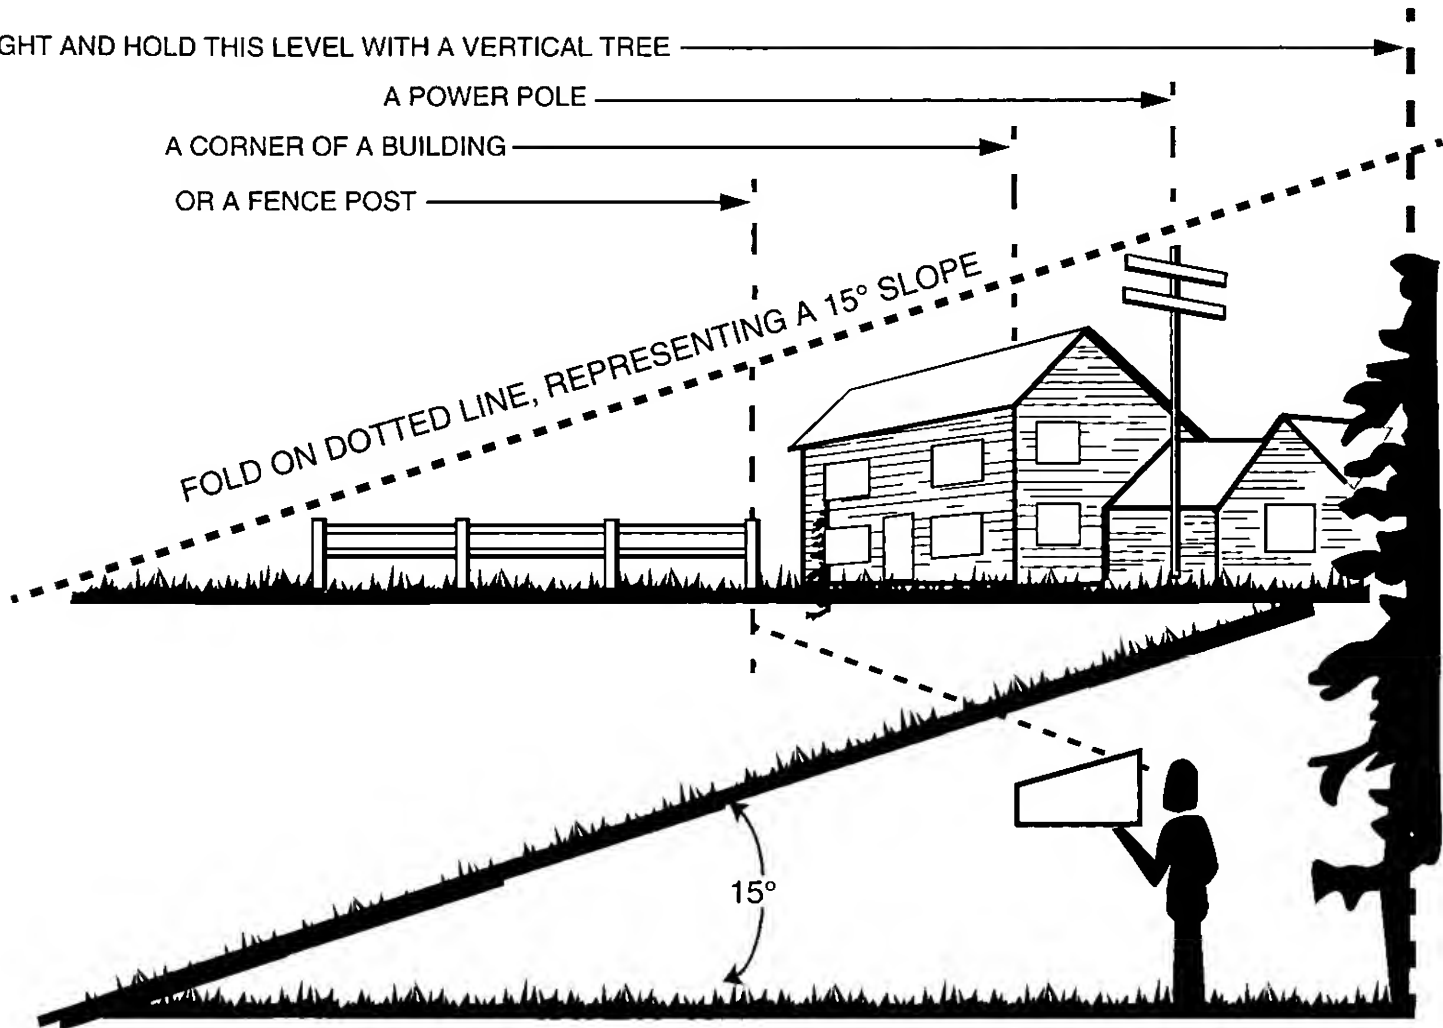 AND HOLD THIS LEVEL WITH A VERTICAL TREE
A POWER POLE
A CORNER OF A BUILDING
OR A FENCE POST
FOLD ON DOTTED LINE, REPRESENTING A 15° SLOPE
15°